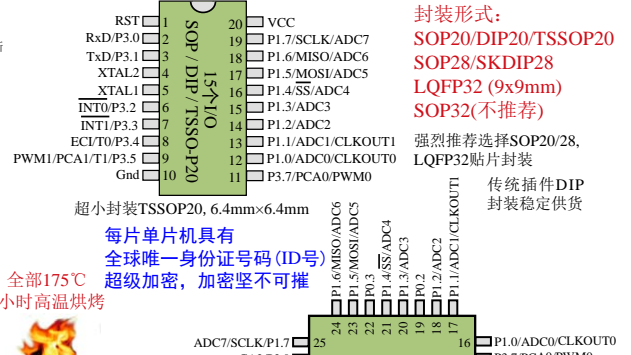 RST 1
RxD/P3.0 2
TxD/P3.1 3
XTAL2 4
XTAL1 5
INT0/P3.2 6
INT1/P3.3 7
ECI/T0/P3.4 8
PWM1/PCA1/T1/P3.5 9
Gnd 10
SOP / DIP / TSSO-P20
15个I/O
20 VCC
19 P1.7/SCLK/ADC7
18 P1.6/MISO/ADC6
17 P1.5/MOSI/ADC5
16 P1.4/SS/ADC4
15 P1.3/ADC3
14 P1.2/ADC2
13 P1.1/ADC1/CLKOUT1
12 P1.0/ADC0/CLKOUT0
11 P3.7/PCA0/PWM0
封装形式:
SOP20/DIP20/TSSOP20
SOP28/SKDIP28
LQFP32 (9x9mm)
SOP32(不推荐)
强烈推荐选择SOP20/28,
LQFP32贴片封装
传统插件DIP
封装稳定供货
超小封装TSSOP20, 6.4mm×6.4mm
每片单片机具有
全球唯一身份证号码(ID号)
超级加密, 加密坚不可摧
全部175℃
小时高温烘烤
P1.6/MISO/ADC6 24
P1.5/MOSI/ADC5 23
P0.3 22
P1.4/SS/ADC4 21
P1.3/ADC3 20
P0.2 19
P1.2/ADC2 18
P1.1/ADC1/CLKOUT1 17
ADC7/SCLK/P1.7 25
16 P1.0/ADC0/CLKOUT0